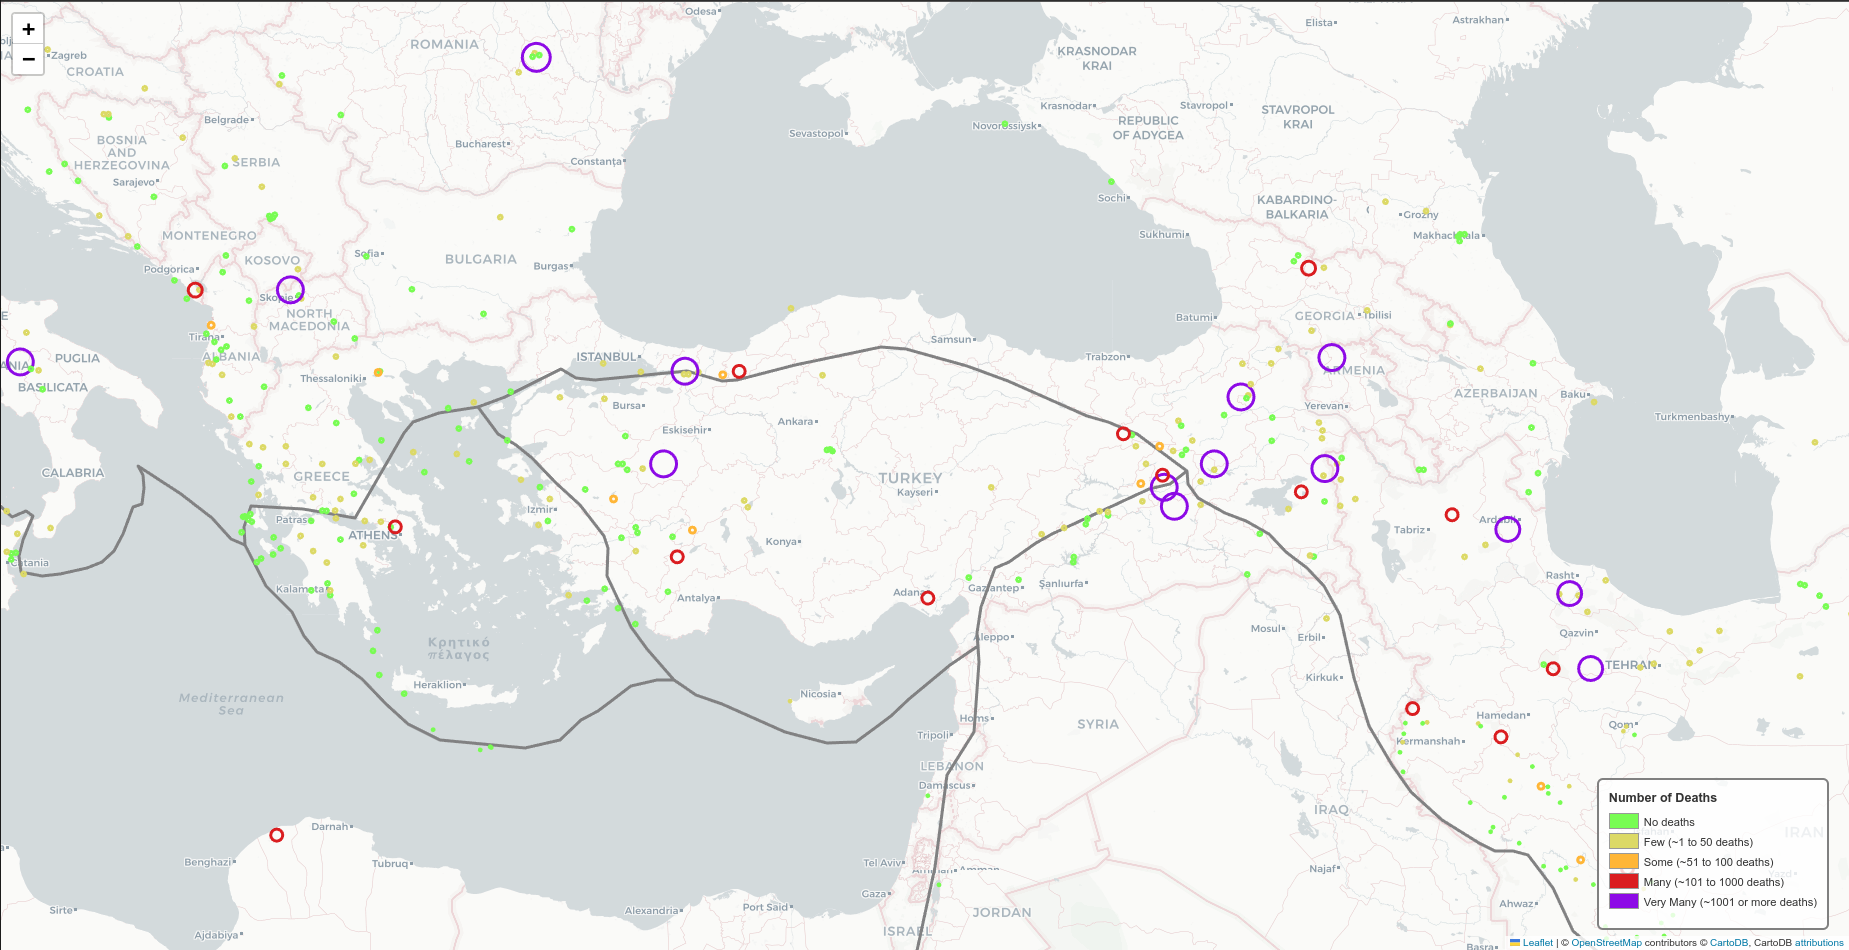 +
−
Odesa
Elista
Astrakhan
Zagreb
ROMANIA
KRASNODAR
KRAI
CROATIA
Krasnodar
Stavropol
STAVROPOL
KRAI
Belgrade
Novorossiysk
REPUBLIC
OF ADYGEA
Sevastopol
BOSNIA
AND
HERZEGOVINA
SERBIA
Bucharest
Constanța
Sarajevo
Sochi
KABARDINO-
BALKARIA
Grozny
MONTENEGRO
Sukhumi
Makhachkala
KOSOVO
Sofia
BULGARIA
Burgas
Podgorica
Skopje
NORTH
MACEDONIA
Batumi
GEORGIA
Tbilisi
Tirana
ALBANIA
ISTANBUL
Samsun
Trabzon
PUGLIA
BASILICATA
Thessaloniki
ARMENIA
AZERBAIJAN
Baku
Bursa
Yerevan
Turkmenbashy
Eskisehir
Ankara
CALABRIA
GREECE
TURKEY
Kayseri
Izmir
Patras
ATHENS
Konya
Tabriz
Ardabil
Catania
Kalamata
Antalya
Adana
Gaziantep
Şanlıurfa
Rasht
Κρητικό
πέλαγος
Aleppo
Mosul
Erbil
Qazvin
TEHRAN
Heraklion
Nicosia
Kirkuk
Mediterranean
Sea
Homs
SYRIA
Hamedan
Qom
Tripoli
Kermanshah
LEBANON
Damascus
IRAQ
IRAN
Darnah
Benghazi
Tubruq
Tel Aviv
Amman
Najaf
Gaza
Sirte
Alexandria
Port Said
JORDAN
Ahwaz
Ajdabiya
ISRAEL
Basra
Number of Deaths
No deaths
Few (~1 to 50 deaths)
Some (~51 to 100 deaths)
Many (~101 to 1000 deaths)
Very Many (~1001 or more deaths)
Leaflet | © OpenStreetMap contributors © CartoDB, CartoDB attributions